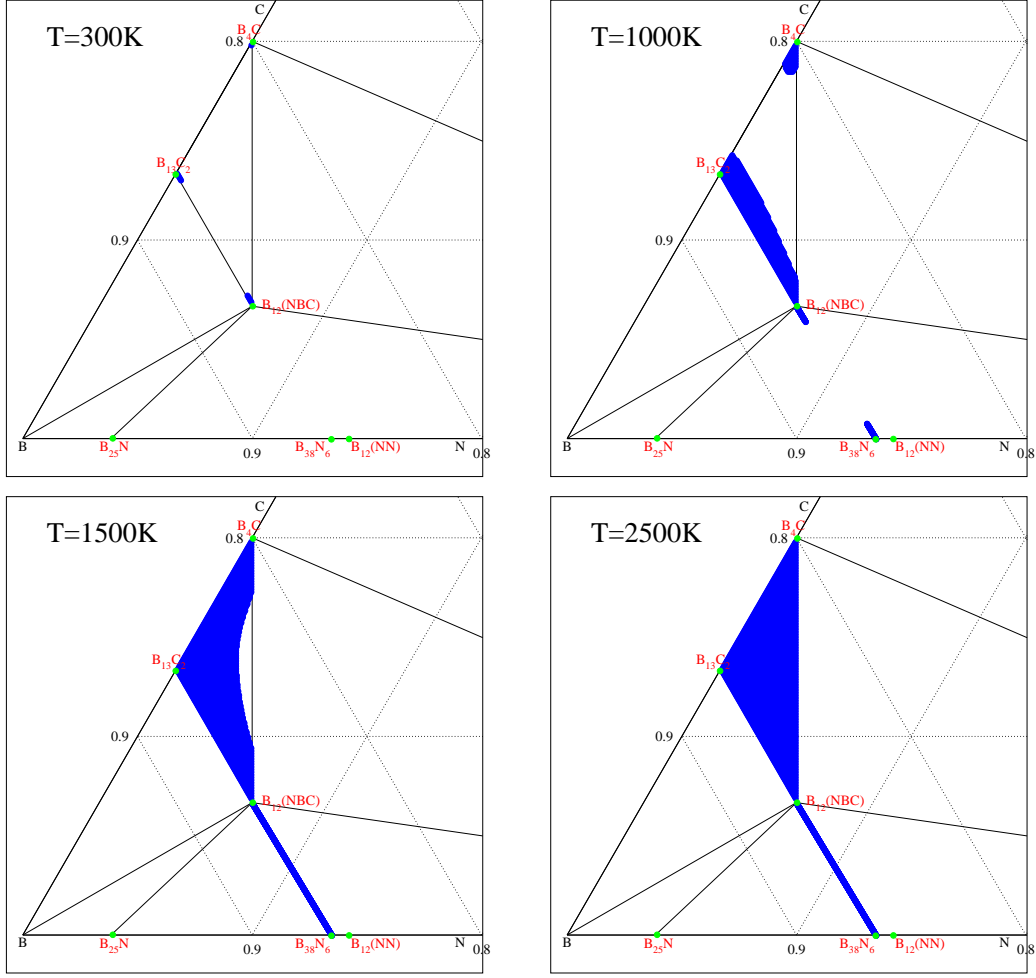 C
B₄C
T=300K
0.8
B₁₃C₂
0.9
B₁₂(NBC)
B
B₂₅N
0.9
B₃₈N₆
B₁₂(NN)
N
0.8
C
B₄C
T=1000K
0.8
B₁₃C₂
0.9
B₁₂(NBC)
B
B₂₅N
0.9
B₃₈N₆
B₁₂(NN)
N
0.8
C
B₄C
T=1500K
0.8
B₁₃C₂
0.9
B₁₂(NBC)
B
B₂₅N
0.9
B₃₈N₆
B₁₂(NN)
N
0.8
C
B₄C
T=2500K
0.8
B₁₃C₂
0.9
B₁₂(NBC)
B
B₂₅N
0.9
B₃₈N₆
B₁₂(NN)
N
0.8